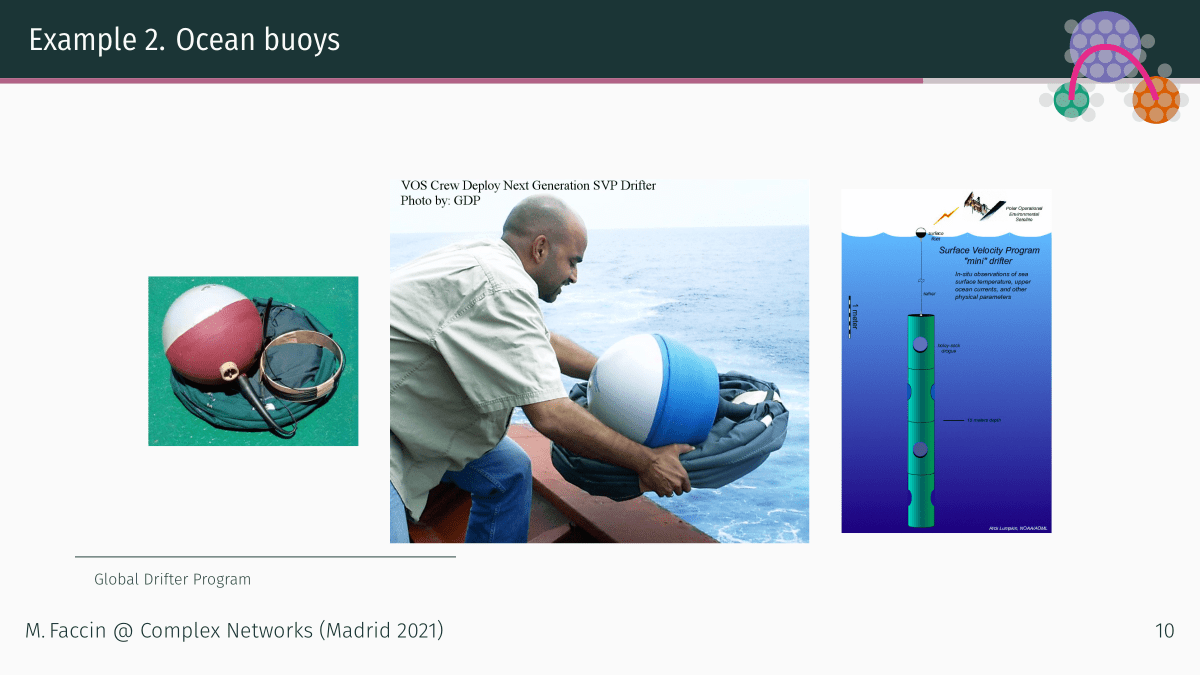 Example 2. Ocean buoys
VOS Crew Deploy Next Generation SVP Drifter
Photo by: GDP
Polar Operational
Environmental
Satellite
surface
float
Surface Velocity Program
"mini" drifter
In-situ observations of sea
surface temperature, upper
ocean currents, and other
physical parameters
tether
1 meter
holey-sock
drogue
15 meters depth
Rick Lumpkin, NOAA/AOML
Global Drifter Program
M. Faccin @ Complex Networks (Madrid 2021)
10